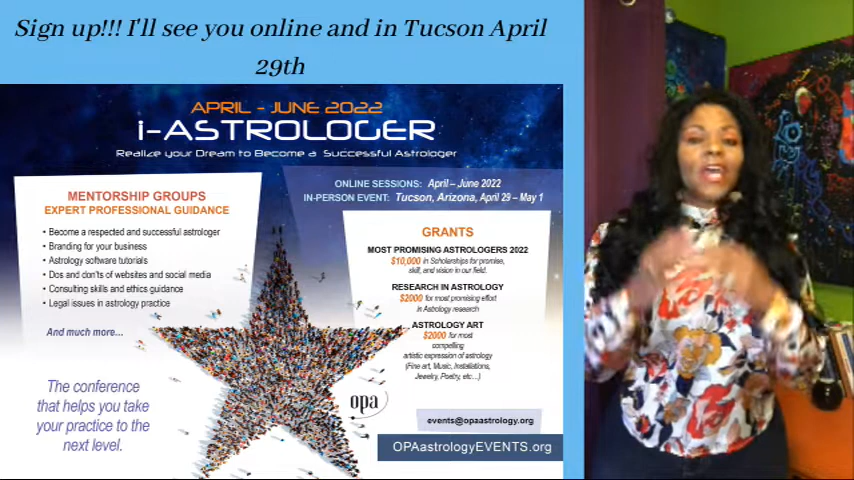 Sign up!!! I'll see you online and in Tucson April
29th
APRIL - JUNE 2022
i-ASTROLOGER
Realize your Dream to Become a Successful Astrologer
ONLINE SESSIONS: April – June 2022
IN-PERSON EVENT: Tucson, Arizona, April 29 – May 1
MENTORSHIP GROUPS
EXPERT PROFESSIONAL GUIDANCE
• Become a respected and successful astrologer
• Branding for your business
• Astrology software tutorials
• Dos and don'ts of websites and social media
• Consulting skills and ethics guidance
• Legal issues in astrology practice
And much more...
The conference
that helps you take
your practice to the
next level.
GRANTS
MOST PROMISING ASTROLOGERS 2022
$10,000 in Scholarships for promise,
skill, and vision in our field.
RESEARCH IN ASTROLOGY
$2000 for most promising effort
in Astrology research
ASTROLOGY ART
$2000 for most
compelling
artistic expression of astrology
(Fine art, Music, Installations,
Jewelry, Poetry, etc...)
opa
events@opaastrology.org
OPAastrologyEVENTS.org